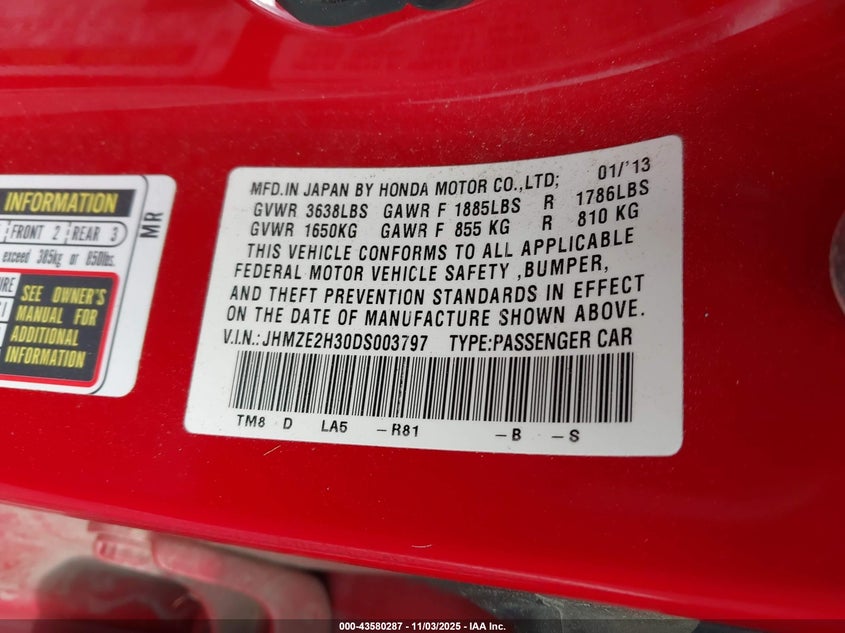 INFORMATION
FRONT 2 REAR 3
exceed 385kg or 850lbs.
SEE OWNER'S
MANUAL FOR
ADDITIONAL
INFORMATION
MR
MFD.IN JAPAN BY HONDA MOTOR CO.,LTD; 01/'13
GVWR 3638LBS GAWR F 1885LBS R 1786LBS
GVWR 1650KG GAWR F 855 KG R 810 KG
THIS VEHICLE CONFORMS TO ALL APPLICABLE
FEDERAL MOTOR VEHICLE SAFETY ,BUMPER,
AND THEFT PREVENTION STANDARDS IN EFFECT
ON THE DATE OF MANUFACTURE SHOWN ABOVE.
V.I.N.: JHMZE2H30DS003797 TYPE:PASSENGER CAR
TM8 D LA5 -R81 -B -S
000-43580287 - 11/03/2025 - IAA Inc.